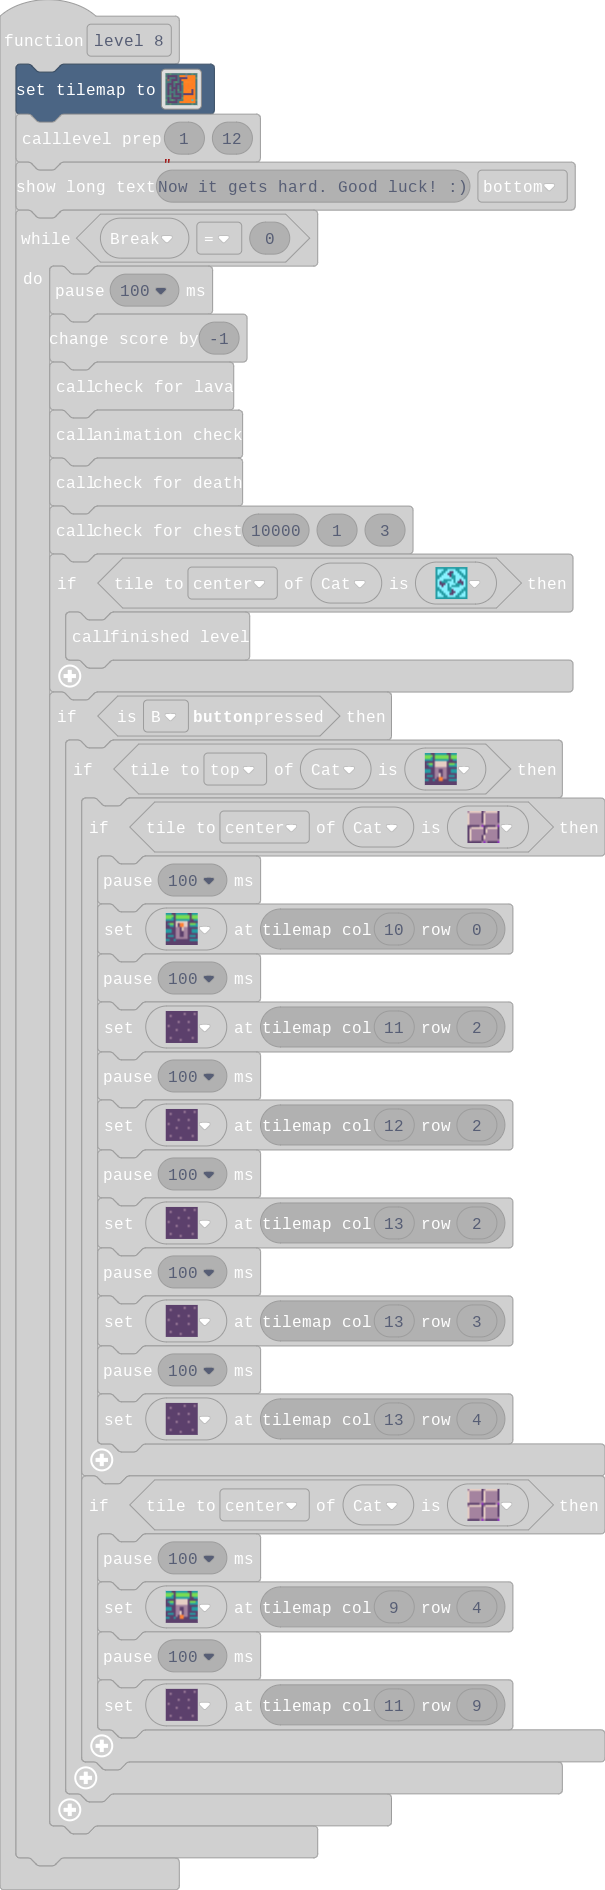 function level 8
set tilemap to
call level prep 1 12
"
show long text Now it gets hard. Good luck! :) bottom
while Break = 0
do
pause 100 ms
change score by -1
call check for lava
call animation check
call check for death
call check for chest 10000 1 3
if tile to center of Cat is then
call finished level
if is B button pressed then
if tile to top of Cat is then
if tile to center of Cat is then
pause 100 ms
set at tilemap col 10 row 0
pause 100 ms
set at tilemap col 11 row 2
pause 100 ms
set at tilemap col 12 row 2
pause 100 ms
set at tilemap col 13 row 2
pause 100 ms
set at tilemap col 13 row 3
pause 100 ms
set at tilemap col 13 row 4
if tile to center of Cat is then
pause 100 ms
set at tilemap col 9 row 4
pause 100 ms
set at tilemap col 11 row 9